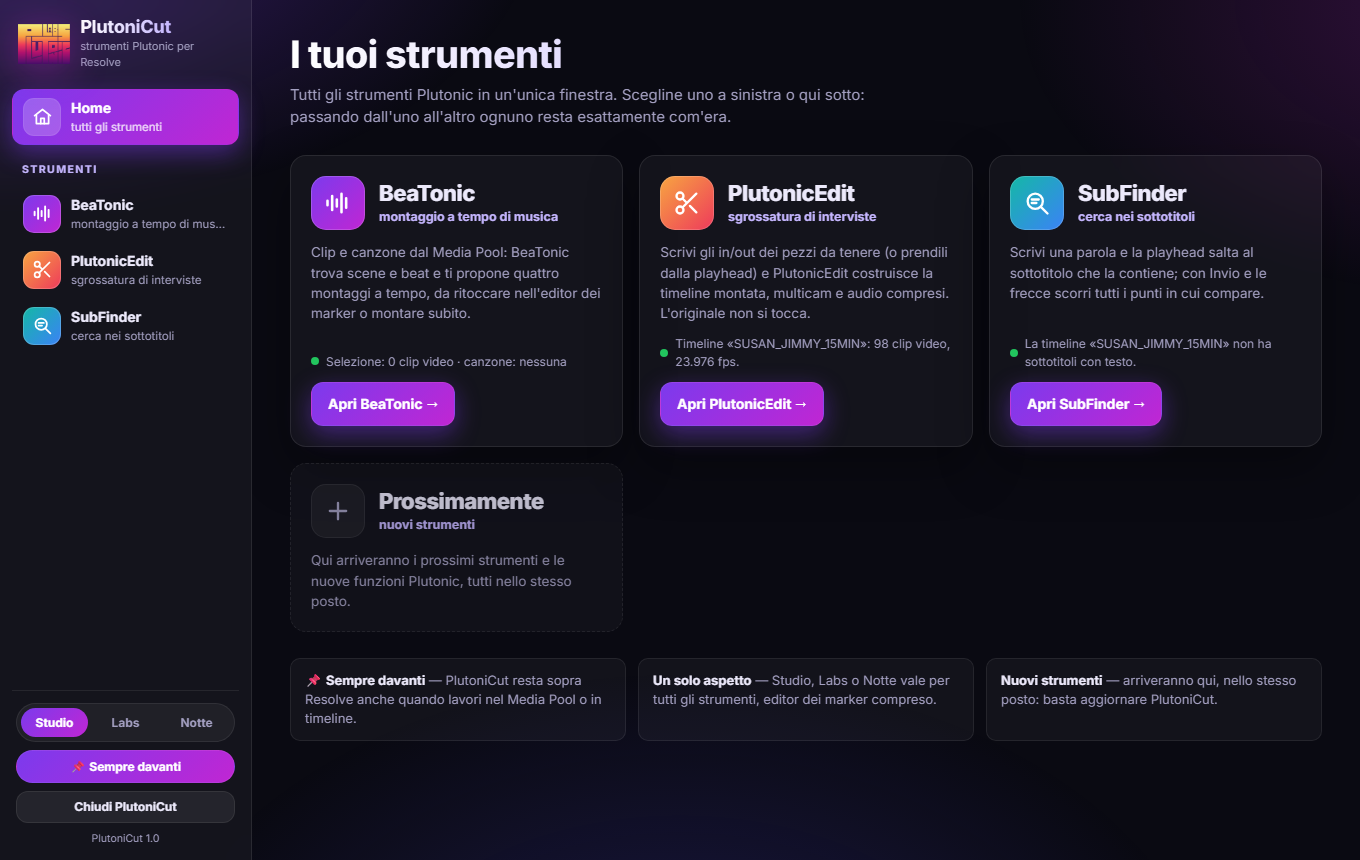 PlutoniCut
strumenti Plutonic per
Resolve
Home
tutti gli strumenti
STRUMENTI
BeaTonic
montaggio a tempo di mus...
PlutonicEdit
sgrossatura di interviste
SubFinder
cerca nei sottotitoli
Studio
Labs
Notte
📌 Sempre davanti
Chiudi PlutoniCut
PlutoniCut 1.0
I tuoi strumenti
Tutti gli strumenti Plutonic in un'unica finestra. Scegline uno a sinistra o qui sotto:
passando dall'uno all'altro ognuno resta esattamente com'era.
BeaTonic
montaggio a tempo di musica
Clip e canzone dal Media Pool: BeaTonic
trova scene e beat e ti propone quattro
montaggi a tempo, da ritoccare nell'editor dei
marker o montare subito.
Selezione: 0 clip video · canzone: nessuna
Apri BeaTonic →
PlutonicEdit
sgrossatura di interviste
Scrivi gli in/out dei pezzi da tenere (o prendili
dalla playhead) e PlutonicEdit costruisce la
timeline montata, multicam e audio compresi.
L'originale non si tocca.
Timeline «SUSAN_JIMMY_15MIN»: 98 clip video,
23.976 fps.
Apri PlutonicEdit →
SubFinder
cerca nei sottotitoli
Scrivi una parola e la playhead salta al
sottotitolo che la contiene; con Invio e le
frecce scorri tutti i punti in cui compare.
La timeline «SUSAN_JIMMY_15MIN» non ha
sottotitoli con testo.
Apri SubFinder →
Prossimamente
nuovi strumenti
Qui arriveranno i prossimi strumenti e le
nuove funzioni Plutonic, tutti nello stesso
posto.
📌 Sempre davanti — PlutoniCut resta sopra
Resolve anche quando lavori nel Media Pool o in
timeline.
Un solo aspetto — Studio, Labs o Notte vale per
tutti gli strumenti, editor dei marker compreso.
Nuovi strumenti — arriveranno qui, nello stesso
posto: basta aggiornare PlutoniCut.